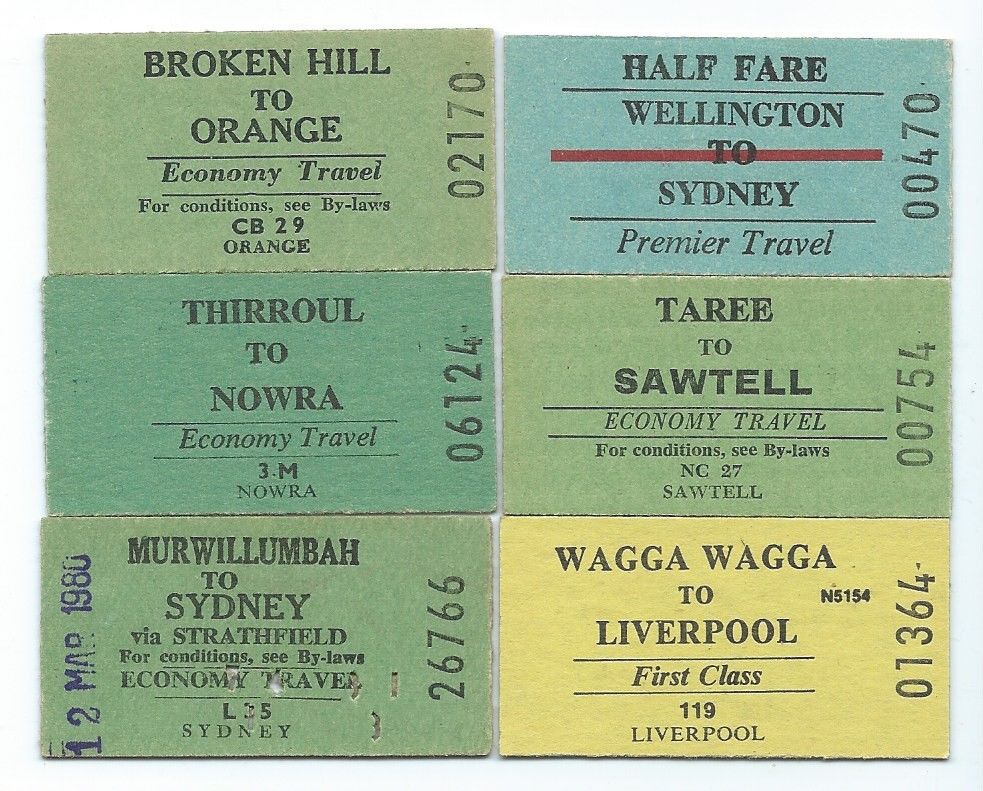 BROKEN HILL
TO
ORANGE
Economy Travel
For conditions, see By-laws
CB 29
ORANGE
02170
HALF FARE
WELLINGTON
TO
SYDNEY
Premier Travel
00470
THIRROUL
TO
NOWRA
Economy Travel
3.M
NOWRA
06124
TAREE
TO
SAWTELL
ECONOMY TRAVEL
For conditions, see By-laws
NC 27
SAWTELL
00754
12 MAR 1980
MURWILLUMBAH
TO
SYDNEY
via STRATHFIELD
For conditions, see By-laws
ECONOMY TRAVEL
L 35
SYDNEY
26766
WAGGA WAGGA
TO
N5154
LIVERPOOL
First Class
119
LIVERPOOL
01364